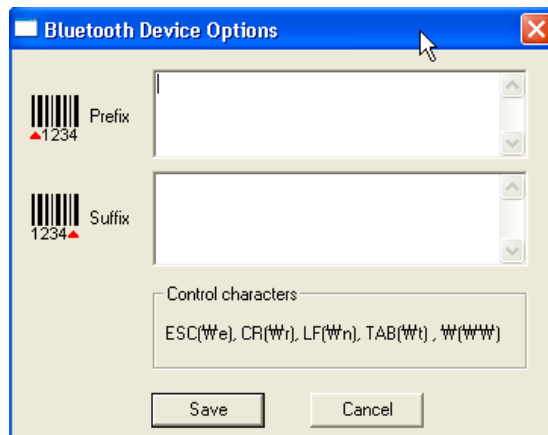 Bluetooth Device Options
1234
Prefix
1234
Suffix
Control characters
ESC(₩e), CR(₩r), LF(₩n), TAB(₩t) , ₩(₩₩)
Save
Cancel